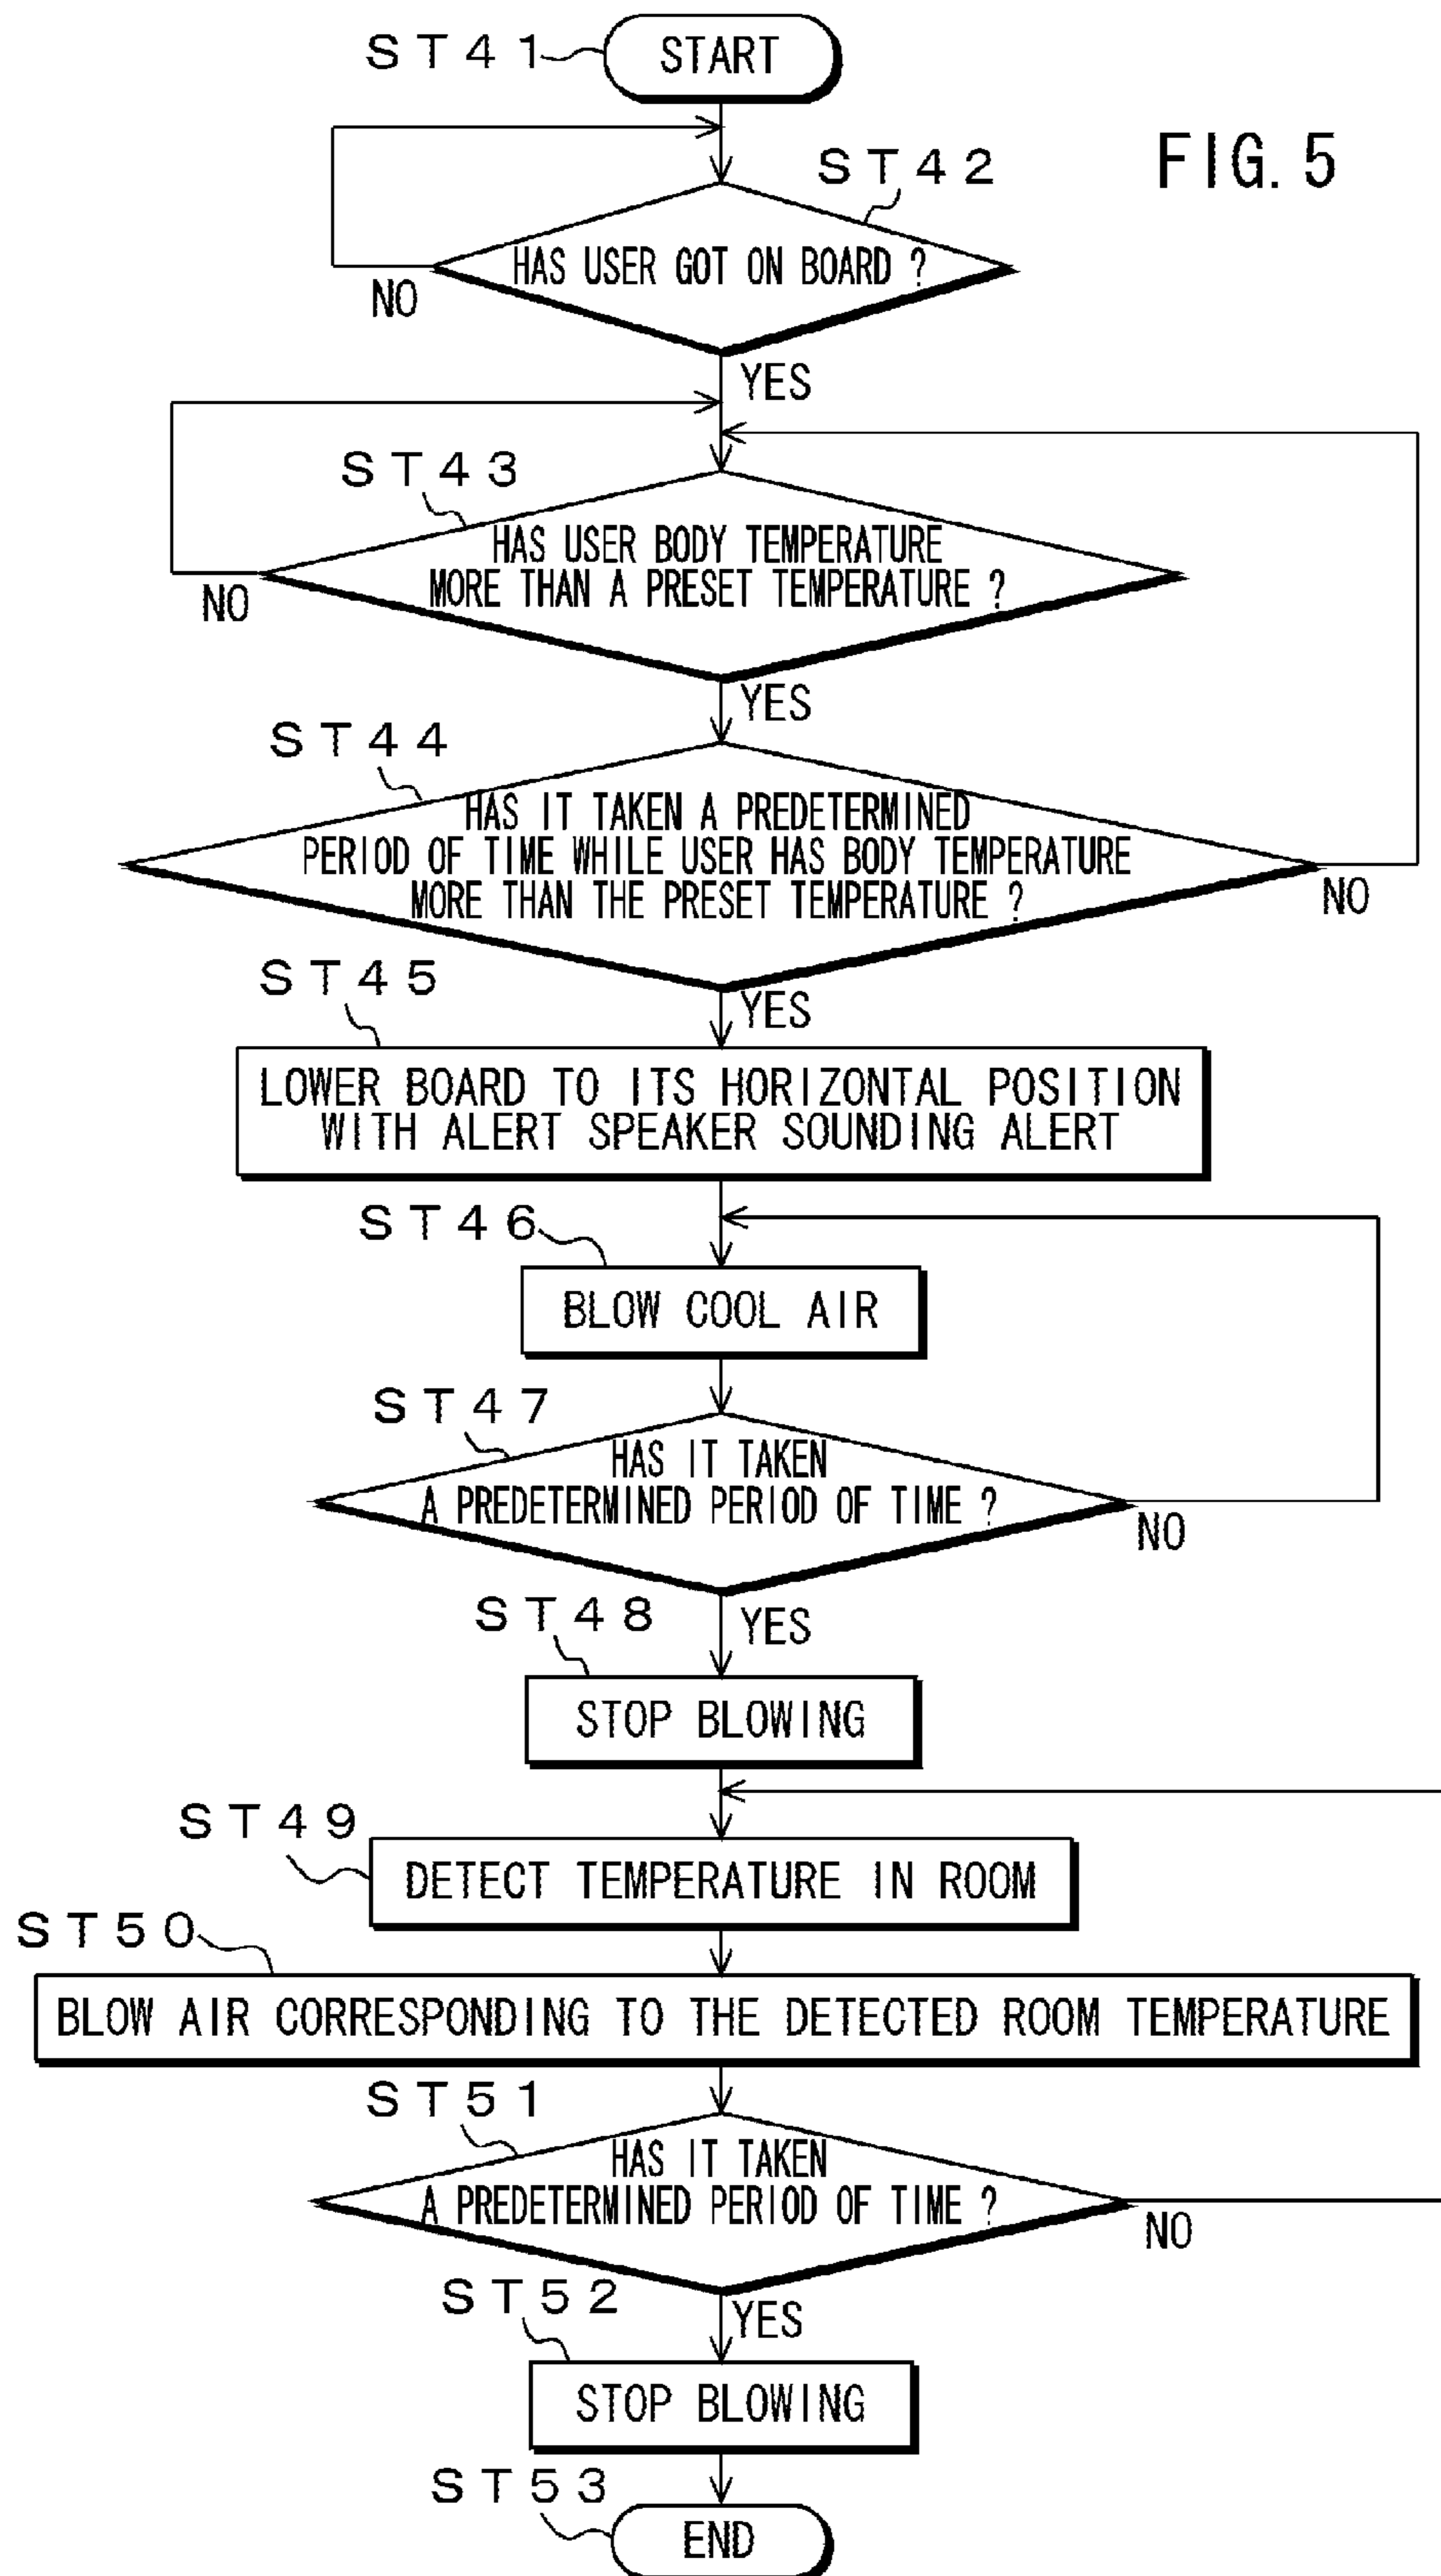 ST41
START
FIG. 5
ST42
HAS USER GOT ON BOARD ?
NO
YES
ST43
HAS USER BODY TEMPERATURE
MORE THAN A PRESET TEMPERATURE ?
NO
YES
ST44
HAS IT TAKEN A PREDETERMINED
PERIOD OF TIME WHILE USER HAS BODY TEMPERATURE
MORE THAN THE PRESET TEMPERATURE ?
NO
YES
ST45
LOWER BOARD TO ITS HORIZONTAL POSITION
WITH ALERT SPEAKER SOUNDING ALERT
ST46
BLOW COOL AIR
ST47
HAS IT TAKEN
A PREDETERMINED PERIOD OF TIME ?
NO
YES
ST48
STOP BLOWING
ST49
DETECT TEMPERATURE IN ROOM
ST50
BLOW AIR CORRESPONDING TO THE DETECTED ROOM TEMPERATURE
ST51
HAS IT TAKEN
A PREDETERMINED PERIOD OF TIME ?
NO
YES
ST52
STOP BLOWING
ST53
END